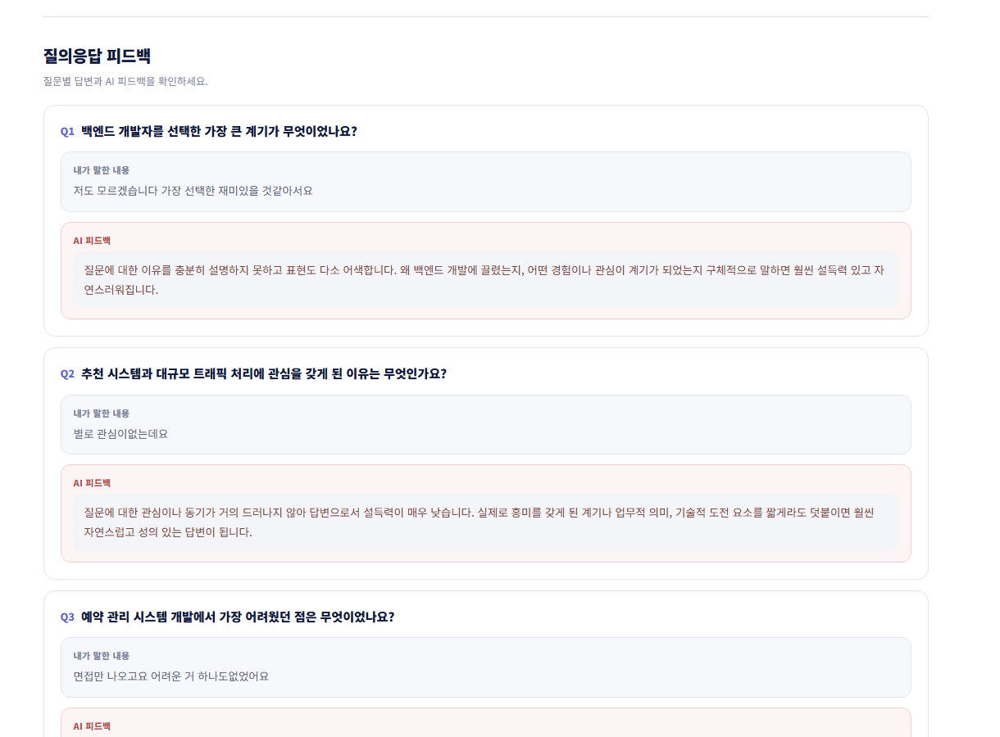 질의응답 피드백
질문별 답변과 AI 피드백을 확인하세요.
Q1 백엔드 개발자를 선택한 가장 큰 계기가 무엇이었나요?
내가 말한 내용
저도 모르겠습니다 가장 선택한 재미있을 것같아서요
AI 피드백
질문에 대한 이유를 충분히 설명하지 못하고 표현도 다소 어색합니다. 왜 백엔드 개발에 끌렸는지, 어떤 경험이나 관심이 계기가 되었는지 구체적으로 말하면 훨씬 설득력 있고 자
연스러워집니다.
Q2 추천 시스템과 대규모 트래픽 처리에 관심을 갖게 된 이유는 무엇인가요?
내가 말한 내용
별로 관심이없는데요
AI 피드백
질문에 대한 관심이나 동기가 거의 드러나지 않아 답변으로서 설득력이 매우 낮습니다. 실제로 흥미를 갖게 된 계기나 업무적 의미, 기술적 도전 요소를 짧게라도 덧붙이면 훨씬
자연스럽고 성의 있는 답변이 됩니다.
Q3 예약 관리 시스템 개발에서 가장 어려웠던 점은 무엇이었나요?
내가 말한 내용
면접만 나오고요 어려운 거 하나도없었어요
AI 피드백